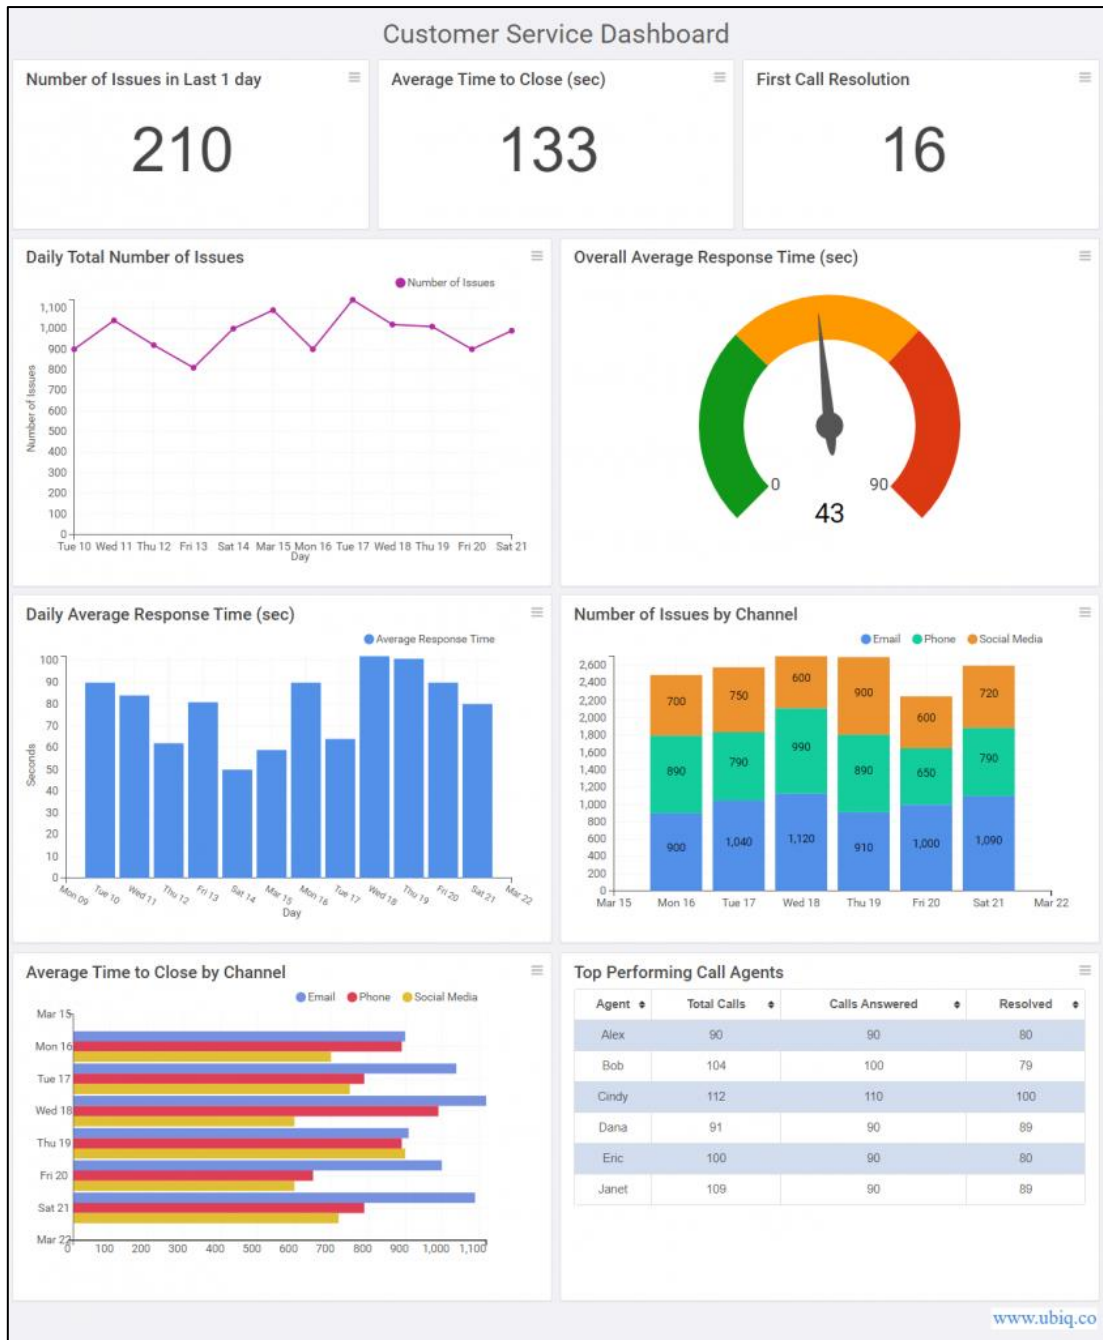 Customer Service Dashboard
Number of Issues in Last 1 day
210
Average Time to Close (sec)
133
First Call Resolution
16
Daily Total Number of Issues
Number of Issues
1,100
1,000
900
800
700
600
500
400
300
200
100
0
Number of Issues
Tue 10 Wed 11 Thu 12 Fri 13 Sat 14 Mar 15 Mon 16 Tue 17 Wed 18 Thu 19 Fri 20 Sat 21
Day
Overall Average Response Time (sec)
0 90
43
Daily Average Response Time (sec)
Average Response Time
100
90
80
70
60
50
40
30
20
10
0
Seconds
Mon 09 Tue 10 Wed 11 Thu 12 Fri 13 Sat 14 Mar 15 Mon 16 Tue 17 Wed 18 Thu 19 Fri 20 Sat 21 Mar 22
Day
Number of Issues by Channel
Email Phone Social Media
2,600
2,400
2,200
2,000
1,800
1,600
1,400
1,200
1,000
800
600
400
200
0
700 750 600 900 600 720
890 790 990 890 650 790
900 1,040 1,120 910 1,000 1,090
Mar 15 Mon 16 Tue 17 Wed 18 Thu 19 Fri 20 Sat 21 Mar 22
Average Time to Close by Channel
Email Phone Social Media
Mar 15
Mon 16
Tue 17
Wed 18
Thu 19
Fri 20
Sat 21
Mar 22
0 100 200 300 400 500 600 700 800 900 1,000 1,100
Top Performing Call Agents
Agent Total Calls Calls Answered Resolved
Alex 90 90 80
Bob 104 100 79
Cindy 112 110 100
Dana 91 90 89
Eric 100 90 80
Janet 109 90 89
www.ubiq.co